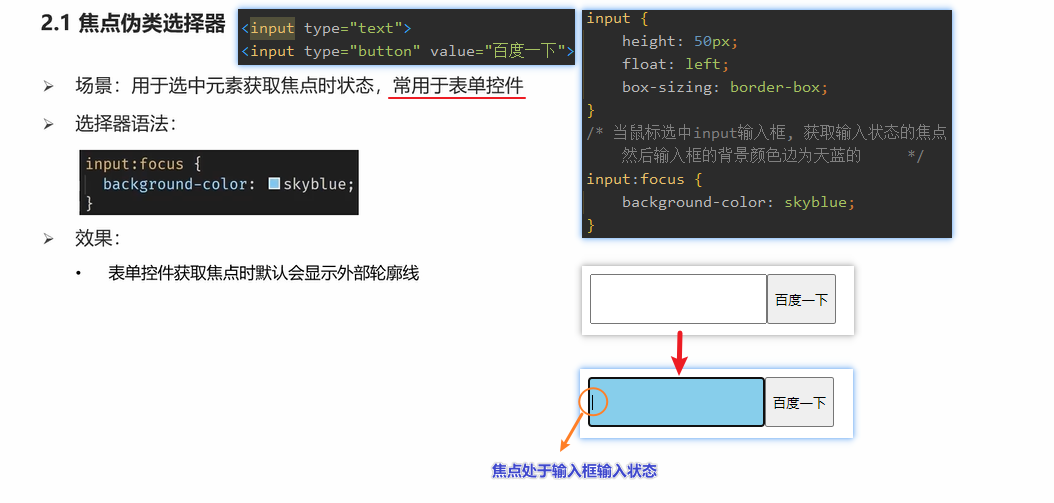 2.1 焦点伪类选择器
<input type="text">
<input type="button" value="百度一下">
➢ 场景：用于选中元素获取焦点时状态，常用于表单控件
➢ 选择器语法：
input:focus {
background-color: skyblue;
}
➢ 效果：
• 表单控件获取焦点时默认会显示外部轮廓线
input {
height: 50px;
float: left;
box-sizing: border-box;
}
/* 当鼠标选中input输入框, 获取输入状态的焦点
然后输入框的背景颜色边为天蓝的 */
input:focus {
background-color: skyblue;
}
百度一下
百度一下
焦点处于输入框输入状态